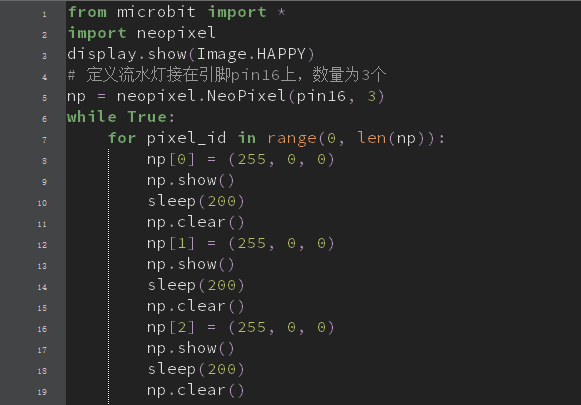 1 from microbit import *
2 import neopixel
3 display.show(Image.HAPPY)
4 # 定义流水灯接在引脚pin16上，数量为3个
5 np = neopixel.NeoPixel(pin16, 3)
6 while True:
7     for pixel_id in range(0, len(np)):
8         np[0] = (255, 0, 0)
9         np.show()
10         sleep(200)
11         np.clear()
12         np[1] = (255, 0, 0)
13         np.show()
14         sleep(200)
15         np.clear()
16         np[2] = (255, 0, 0)
17         np.show()
18         sleep(200)
19         np.clear()